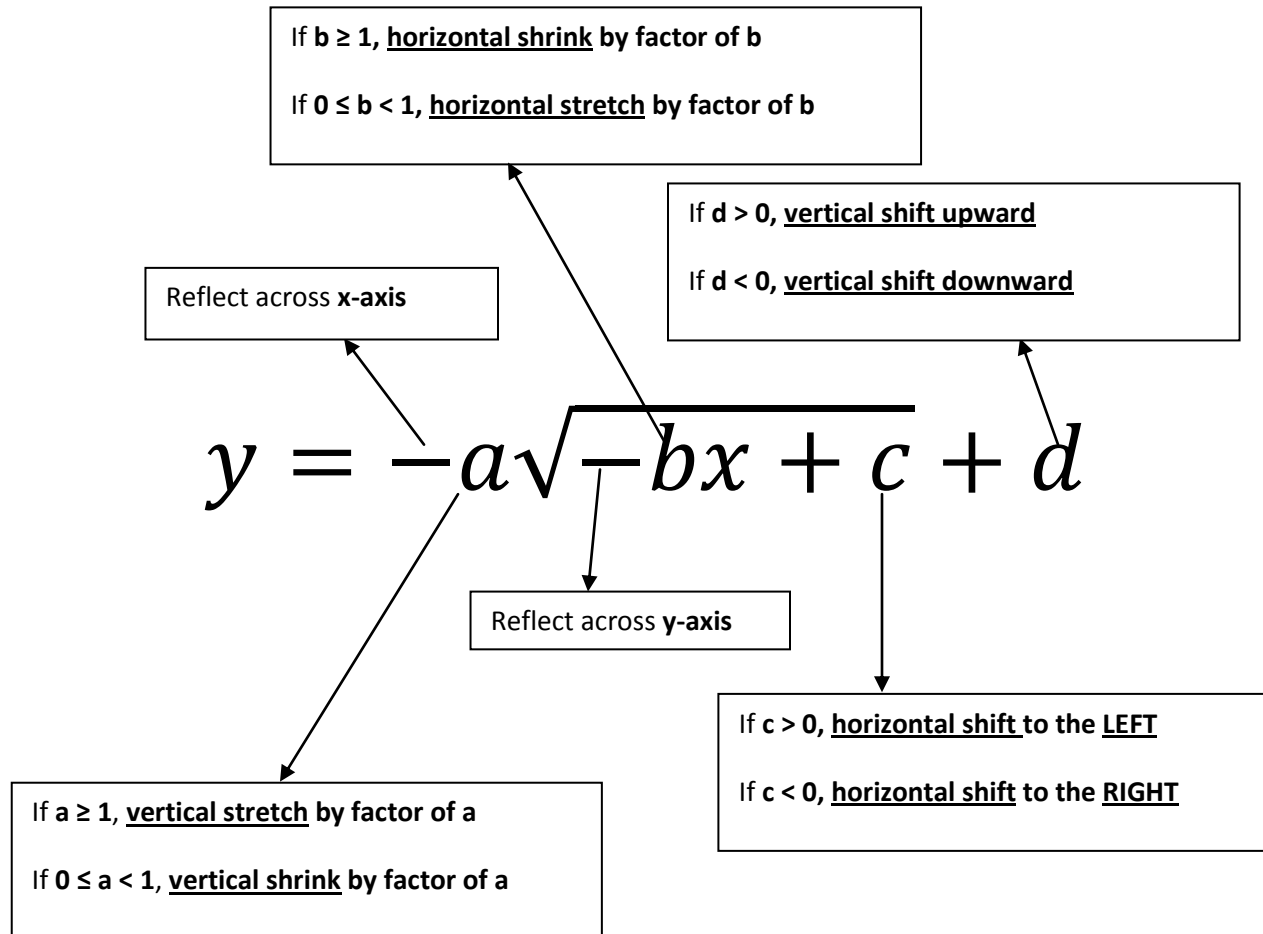 If b ≥ 1, horizontal shrink by factor of b
If 0 ≤ b < 1, horizontal stretch by factor of b
If d > 0, vertical shift upward
If d < 0, vertical shift downward
Reflect across x-axis
y = −a√(−bx + c) + d
Reflect across y-axis
If c > 0, horizontal shift to the LEFT
If c < 0, horizontal shift to the RIGHT
If a ≥ 1, vertical stretch by factor of a
If 0 ≤ a < 1, vertical shrink by factor of a